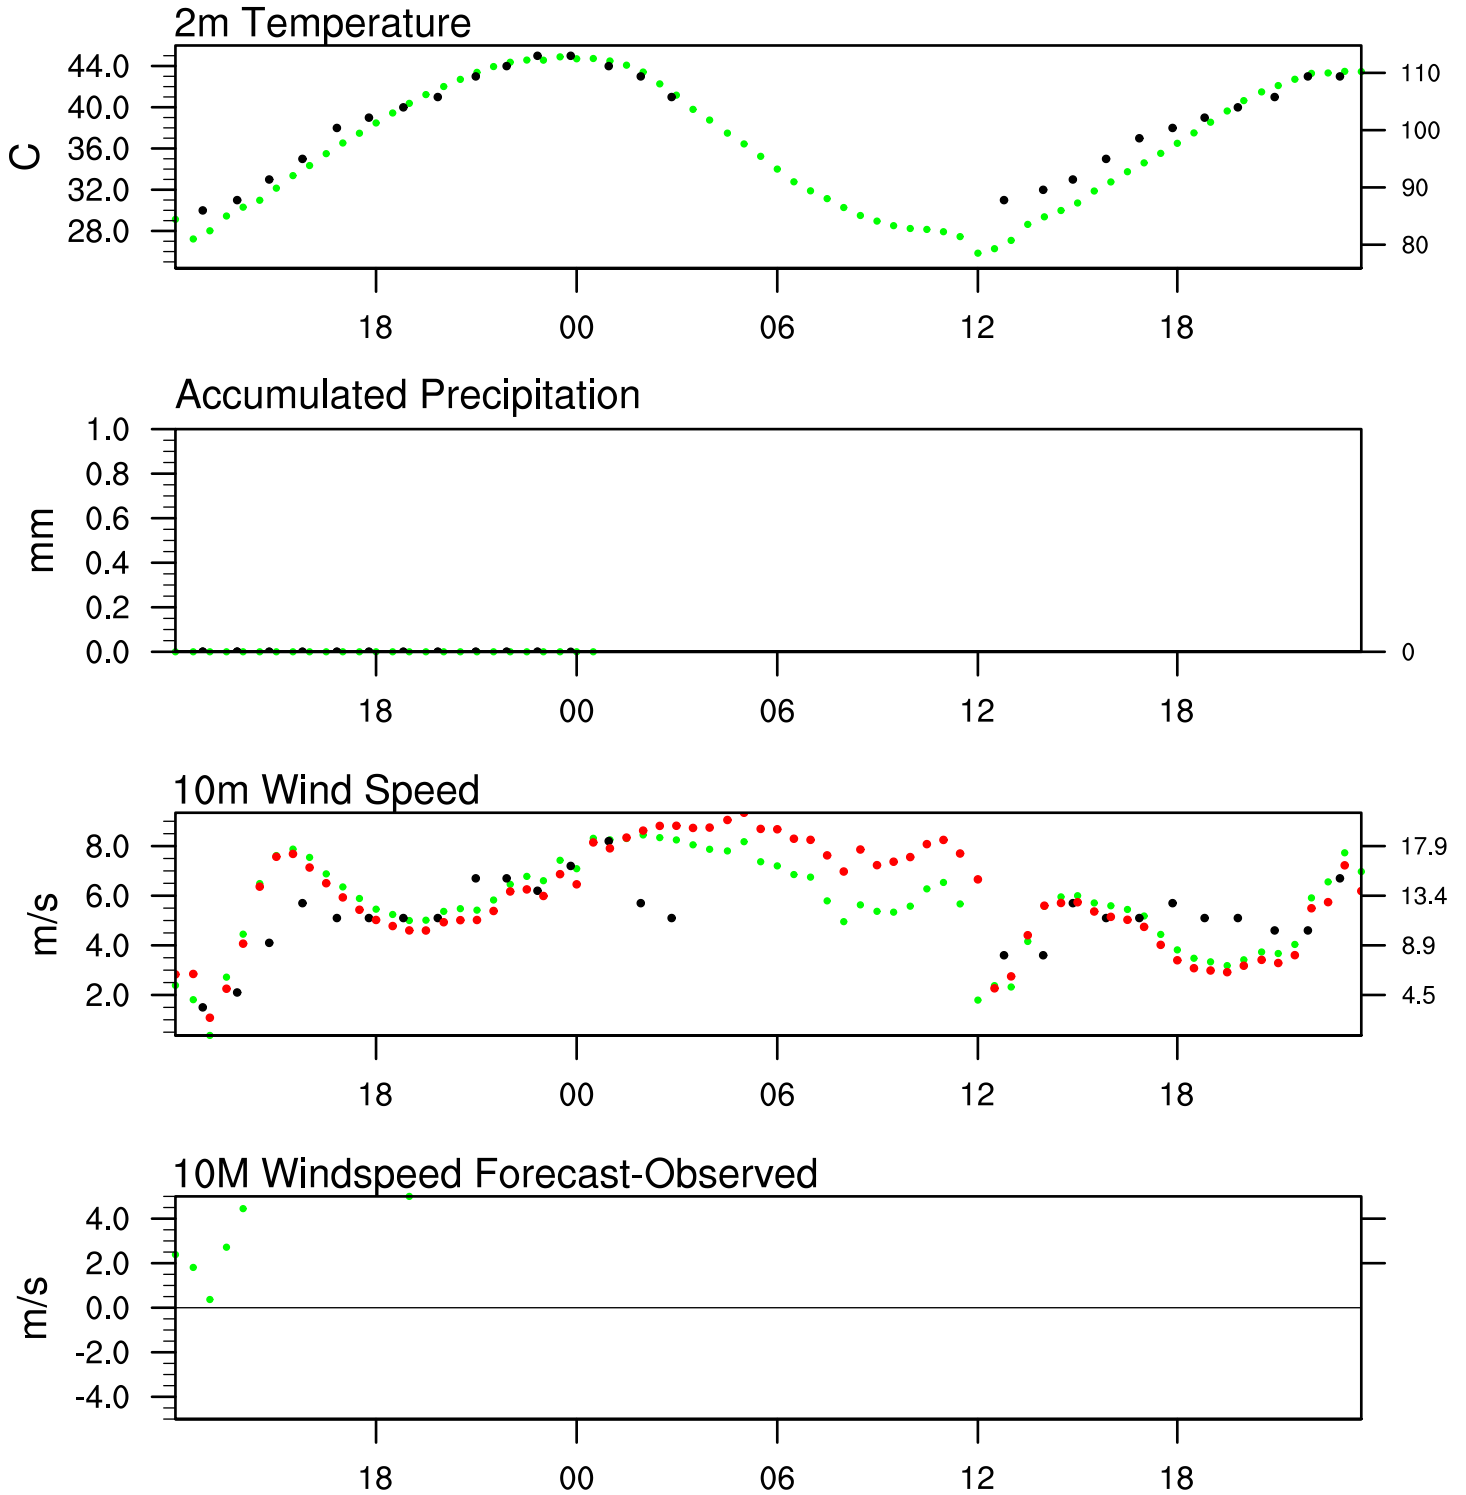 2m Temperature
44.0
40.0
36.0
32.0
28.0
C
110
100
90
80
18 00 06 12 18
Accumulated Precipitation
1.0
0.8
0.6
0.4
0.2
0.0
mm
0
18 00 06 12 18
10m Wind Speed
8.0
6.0
4.0
2.0
m/s
17.9
13.4
8.9
4.5
18 00 06 12 18
10M Windspeed Forecast-Observed
4.0
2.0
0.0
-2.0
-4.0
m/s
18 00 06 12 18